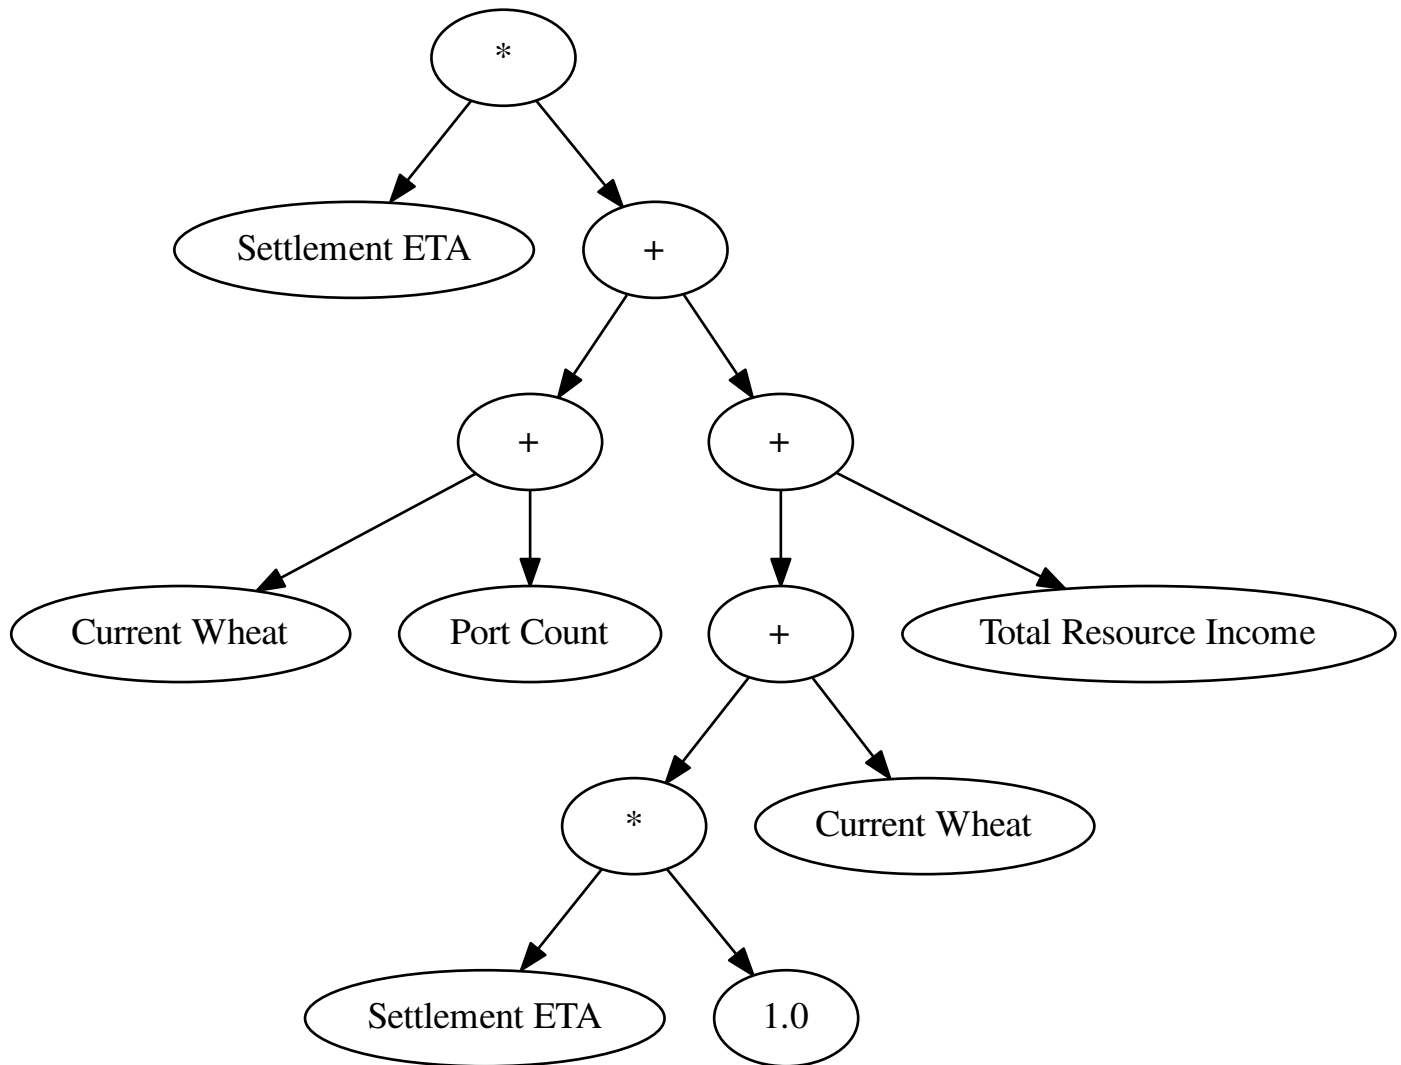 *
Settlement ETA
+
+
+
Current Wheat
Port Count
+
Total Resource Income
*
Current Wheat
Settlement ETA
1.0